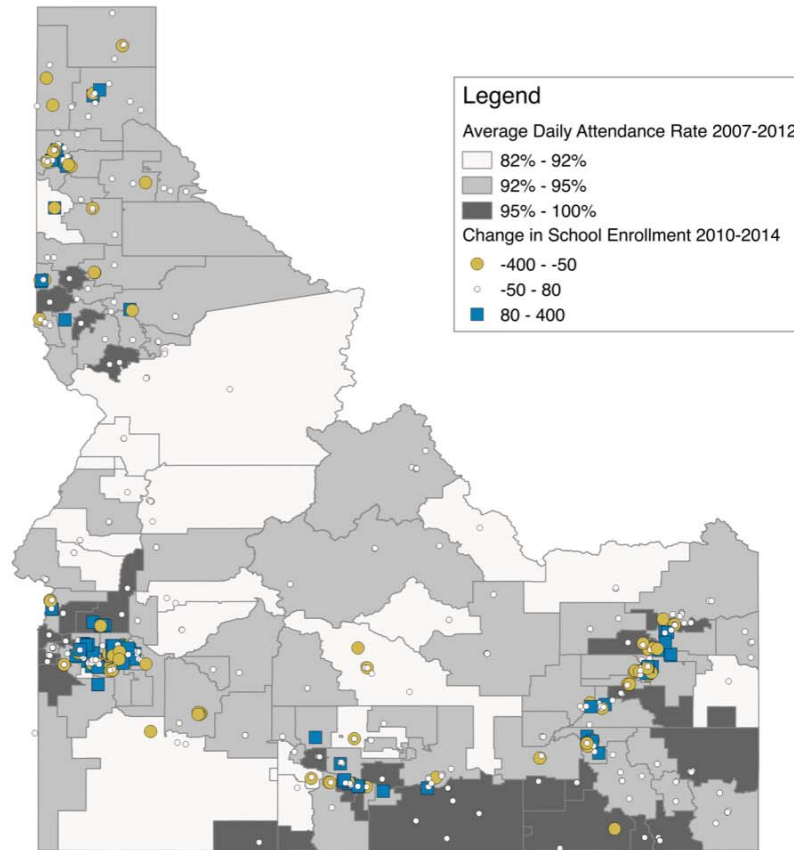 Legend
Average Daily Attendance Rate 2007-2012
82% - 92%
92% - 95%
95% - 100%
Change in School Enrollment 2010-2014
-400 - -50
-50 - 80
80 - 400